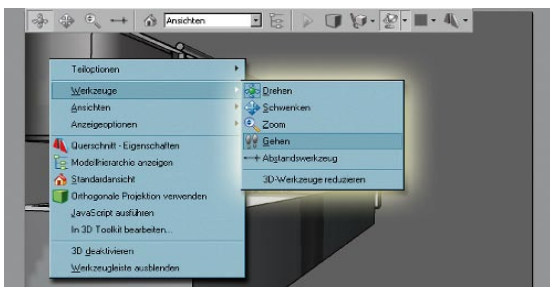 Ansichten
Teiloptionen
Werkzeuge
Ansichten
Anzeigeoptionen
Querschnitt - Eigenschaften
Modellhierarchie anzeigen
Standardansicht
Orthogonale Projektion verwenden
JavaScript ausführen
In 3D Toolkit bearbeiten...
3D deaktivieren
Werkzeugleiste ausblenden
Drehen
Schwenken
Zoom
Gehen
Abstandswerkzeug
3D-Werkzeuge reduzieren